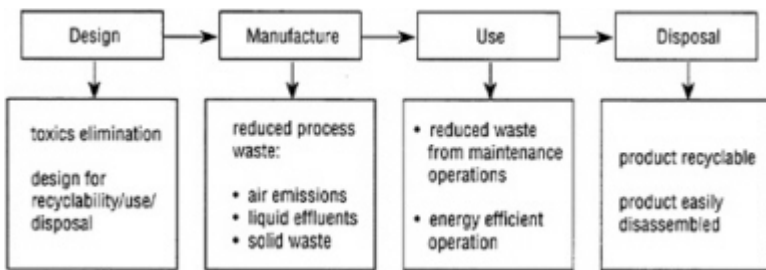 Design
Manufacture
Use
Disposal
toxics elimination
design for
recyclability/use/
disposal
reduced process
waste:
• air emissions
• liquid effluents
• solid waste
• reduced waste
from maintenance
operations
• energy efficient
operation
product recyclable
product easily
disassembled